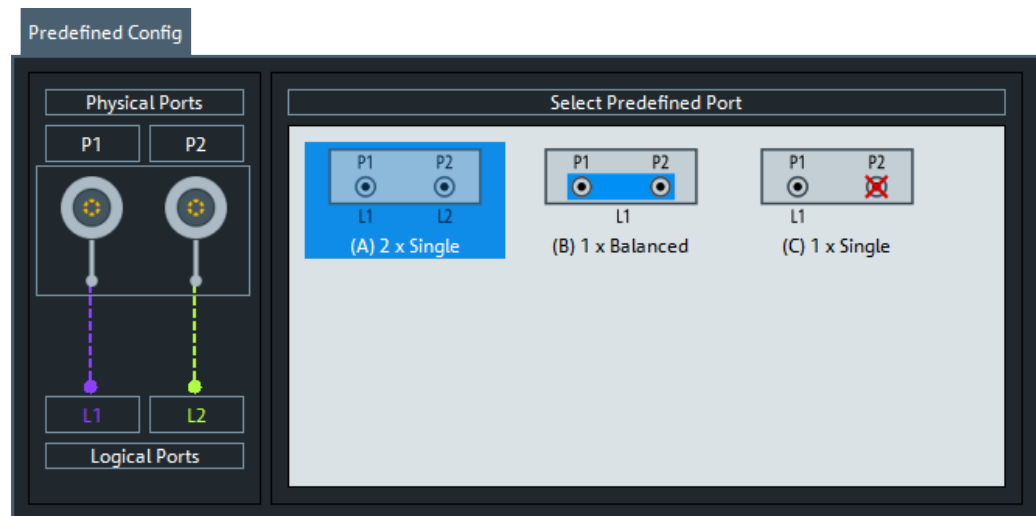 Predefined Config
Physical Ports
P1 P2
L1 L2
Logical Ports
Select Predefined Port
P1 P2
L1 L2
(A) 2 x Single
P1 P2
L1
(B) 1 x Balanced
P1 P2
L1
(C) 1 x Single